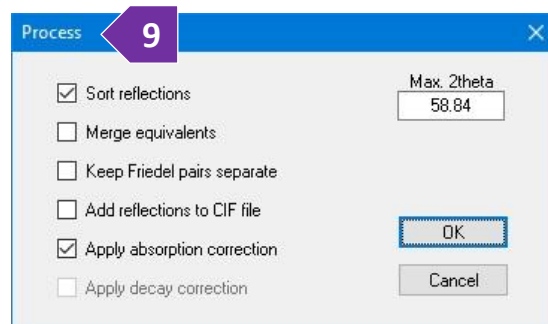 Process
9
Sort reflections
Merge equivalents
Keep Friedel pairs separate
Add reflections to CIF file
Apply absorption correction
Apply decay correction
Max. 2theta
58.84
OK
Cancel